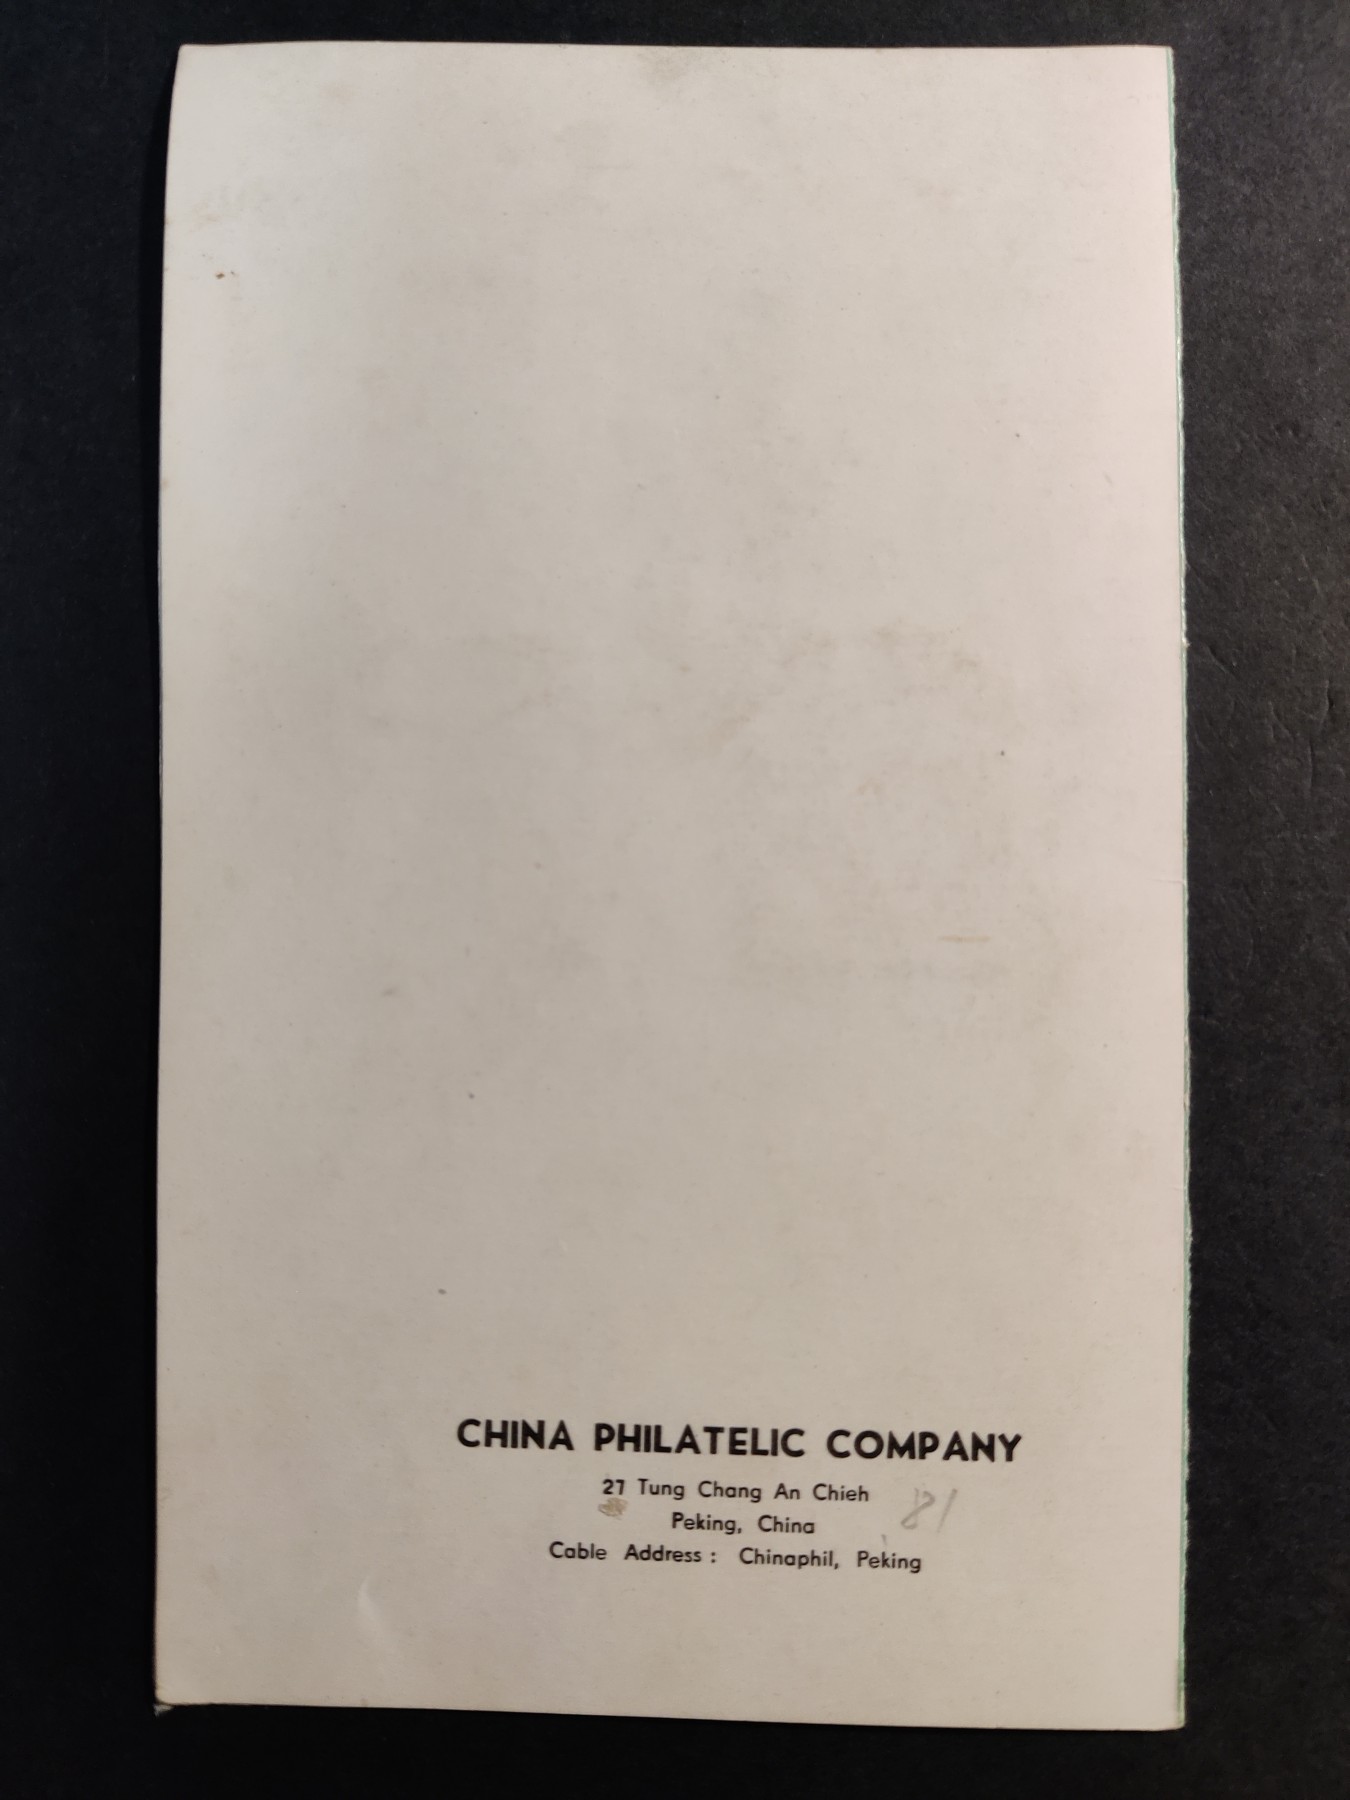 CHINA PHILATELIC COMPANY
27 Tung Chang An Chieh
81
Peking, China
Cable Address : Chinaphil, Peking